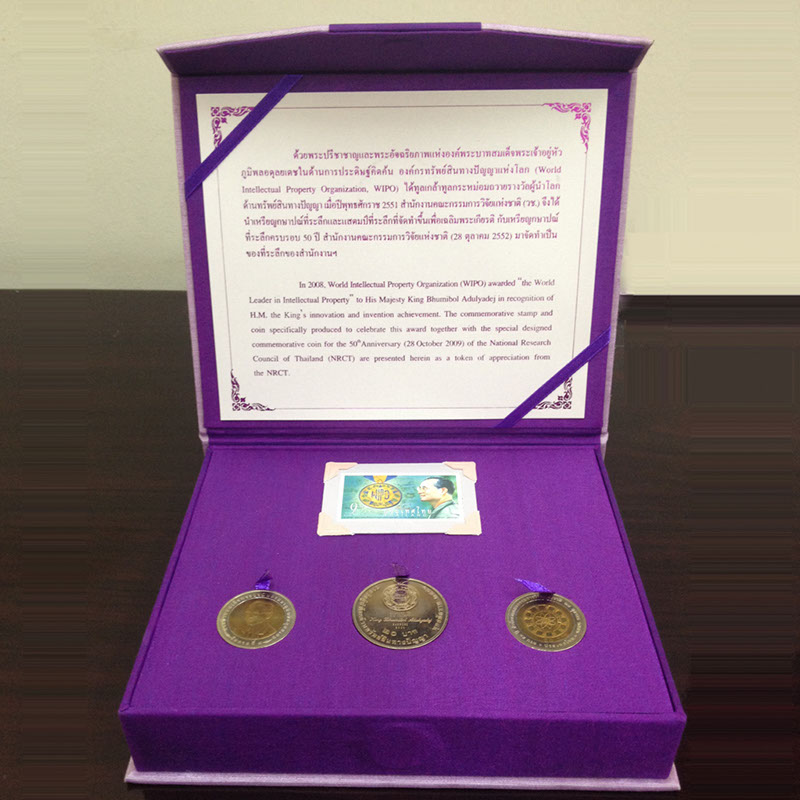 ด้วยพระปรีชาชาญและพระอัจฉริยภาพแห่งองค์พระบาทสมเด็จพระเจ้าอยู่หัว
ภูมิพลอดุลยเดชในด้านการประดิษฐ์คิดค้น องค์กรทรัพย์สินทางปัญญาแห่งโลก (World
Intellectual Property Organization, WIPO) ได้ทูลเกล้าทูลกระหม่อมถวายรางวัลผู้นำโลก
ด้านทรัพย์สินทางปัญญา เมื่อปีพุทธศักราช 2551 สำนักงานคณะกรรมการวิจัยแห่งชาติ (วช.) จึงได้
นำเหรียญกษาปณ์ที่ระลึกและแสตมป์ที่ระลึกที่จัดทำขึ้นเพื่อเฉลิมพระเกียรติ กับเหรียญกษาปณ์
ที่ระลึกครบรอบ 50 ปี สำนักงานคณะกรรมการวิจัยแห่งชาติ (28 ตุลาคม 2552) มาจัดทำเป็น
ของที่ระลึกของสำนักงานฯ
In 2008, World Intellectual Property Organization (WIPO) awarded "the World
Leader in Intellectual Property" to His Majesty King Bhumibol Adulyadej in recognition of
H.M. the King's innovation and invention achievement. The commemorative stamp and
coin specifically produced to celebrate this award together with the special designed
commemorative coin for the 50th Anniversary (28 October 2009) of the National Research
Council of Thailand (NRCT) are presented herein as a token of appreciation from
the NRCT.
WIPO
ประเทศไทย
King Bhumibol Adulyadej
๒๐ บาท